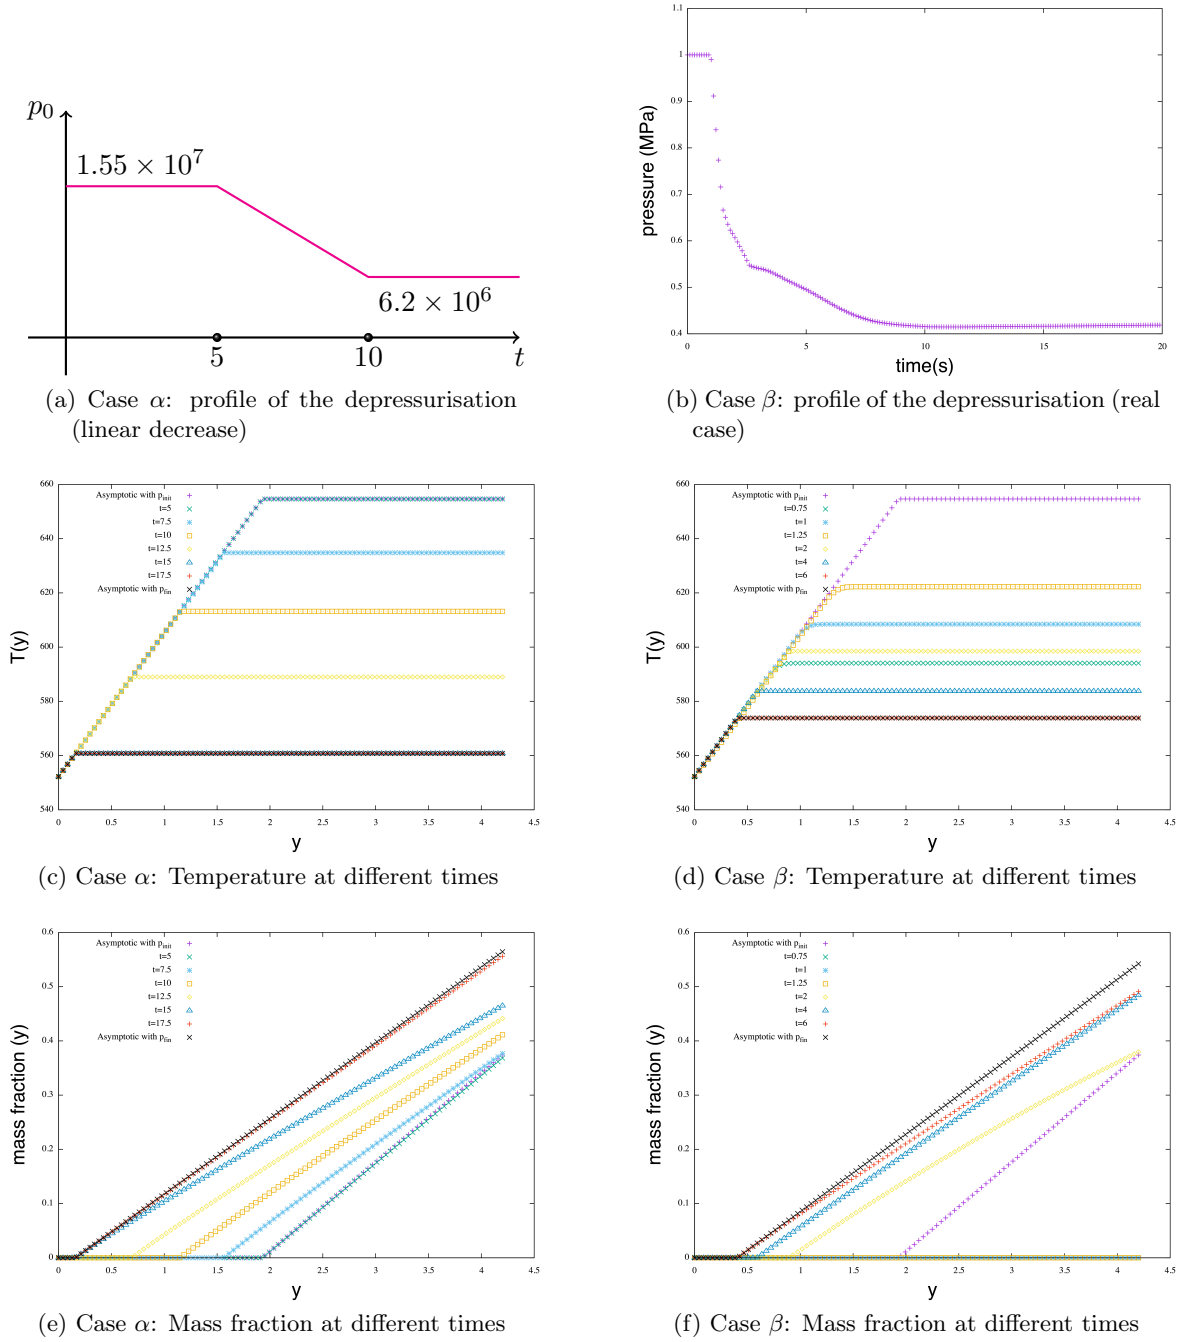 p₀
1.55 × 10⁷
6.2 × 10⁶
5
10
t
(a) Case α: profile of the depressurisation
(linear decrease)
1.1
1
0.9
0.8
0.7
0.6
0.5
0.4
pressure (MPa)
0
5
10
15
20
time(s)
(b) Case β: profile of the depressurisation (real
case)
660
640
620
600
580
560
540
T(y)
Asymptotic with p_init
t=5
t=7.5
t=10
t=12.5
t=15
t=17.5
Asymptotic with p_fin
0
0.5
1
1.5
2
2.5
3
3.5
4
4.5
y
(c) Case α: Temperature at different times
660
640
620
600
580
560
540
T(y)
Asymptotic with p_init
t=0.75
t=1
t=1.25
t=2
t=4
t=6
Asymptotic with p_fin
0
0.5
1
1.5
2
2.5
3
3.5
4
4.5
y
(d) Case β: Temperature at different times
0.6
0.5
0.4
0.3
0.2
0.1
0
mass fraction (y)
Asymptotic with p_init
t=5
t=7.5
t=10
t=12.5
t=15
t=17.5
Asymptotic with p_fin
0
0.5
1
1.5
2
2.5
3
3.5
4
4.5
y
(e) Case α: Mass fraction at different times
0.6
0.5
0.4
0.3
0.2
0.1
0
mass fraction (y)
Asymptotic with p_init
t=0.75
t=1
t=1.25
t=2
t=4
t=6
Asymptotic with p_fin
0
0.5
1
1.5
2
2.5
3
3.5
4
4.5
y
(f) Case β: Mass fraction at different times